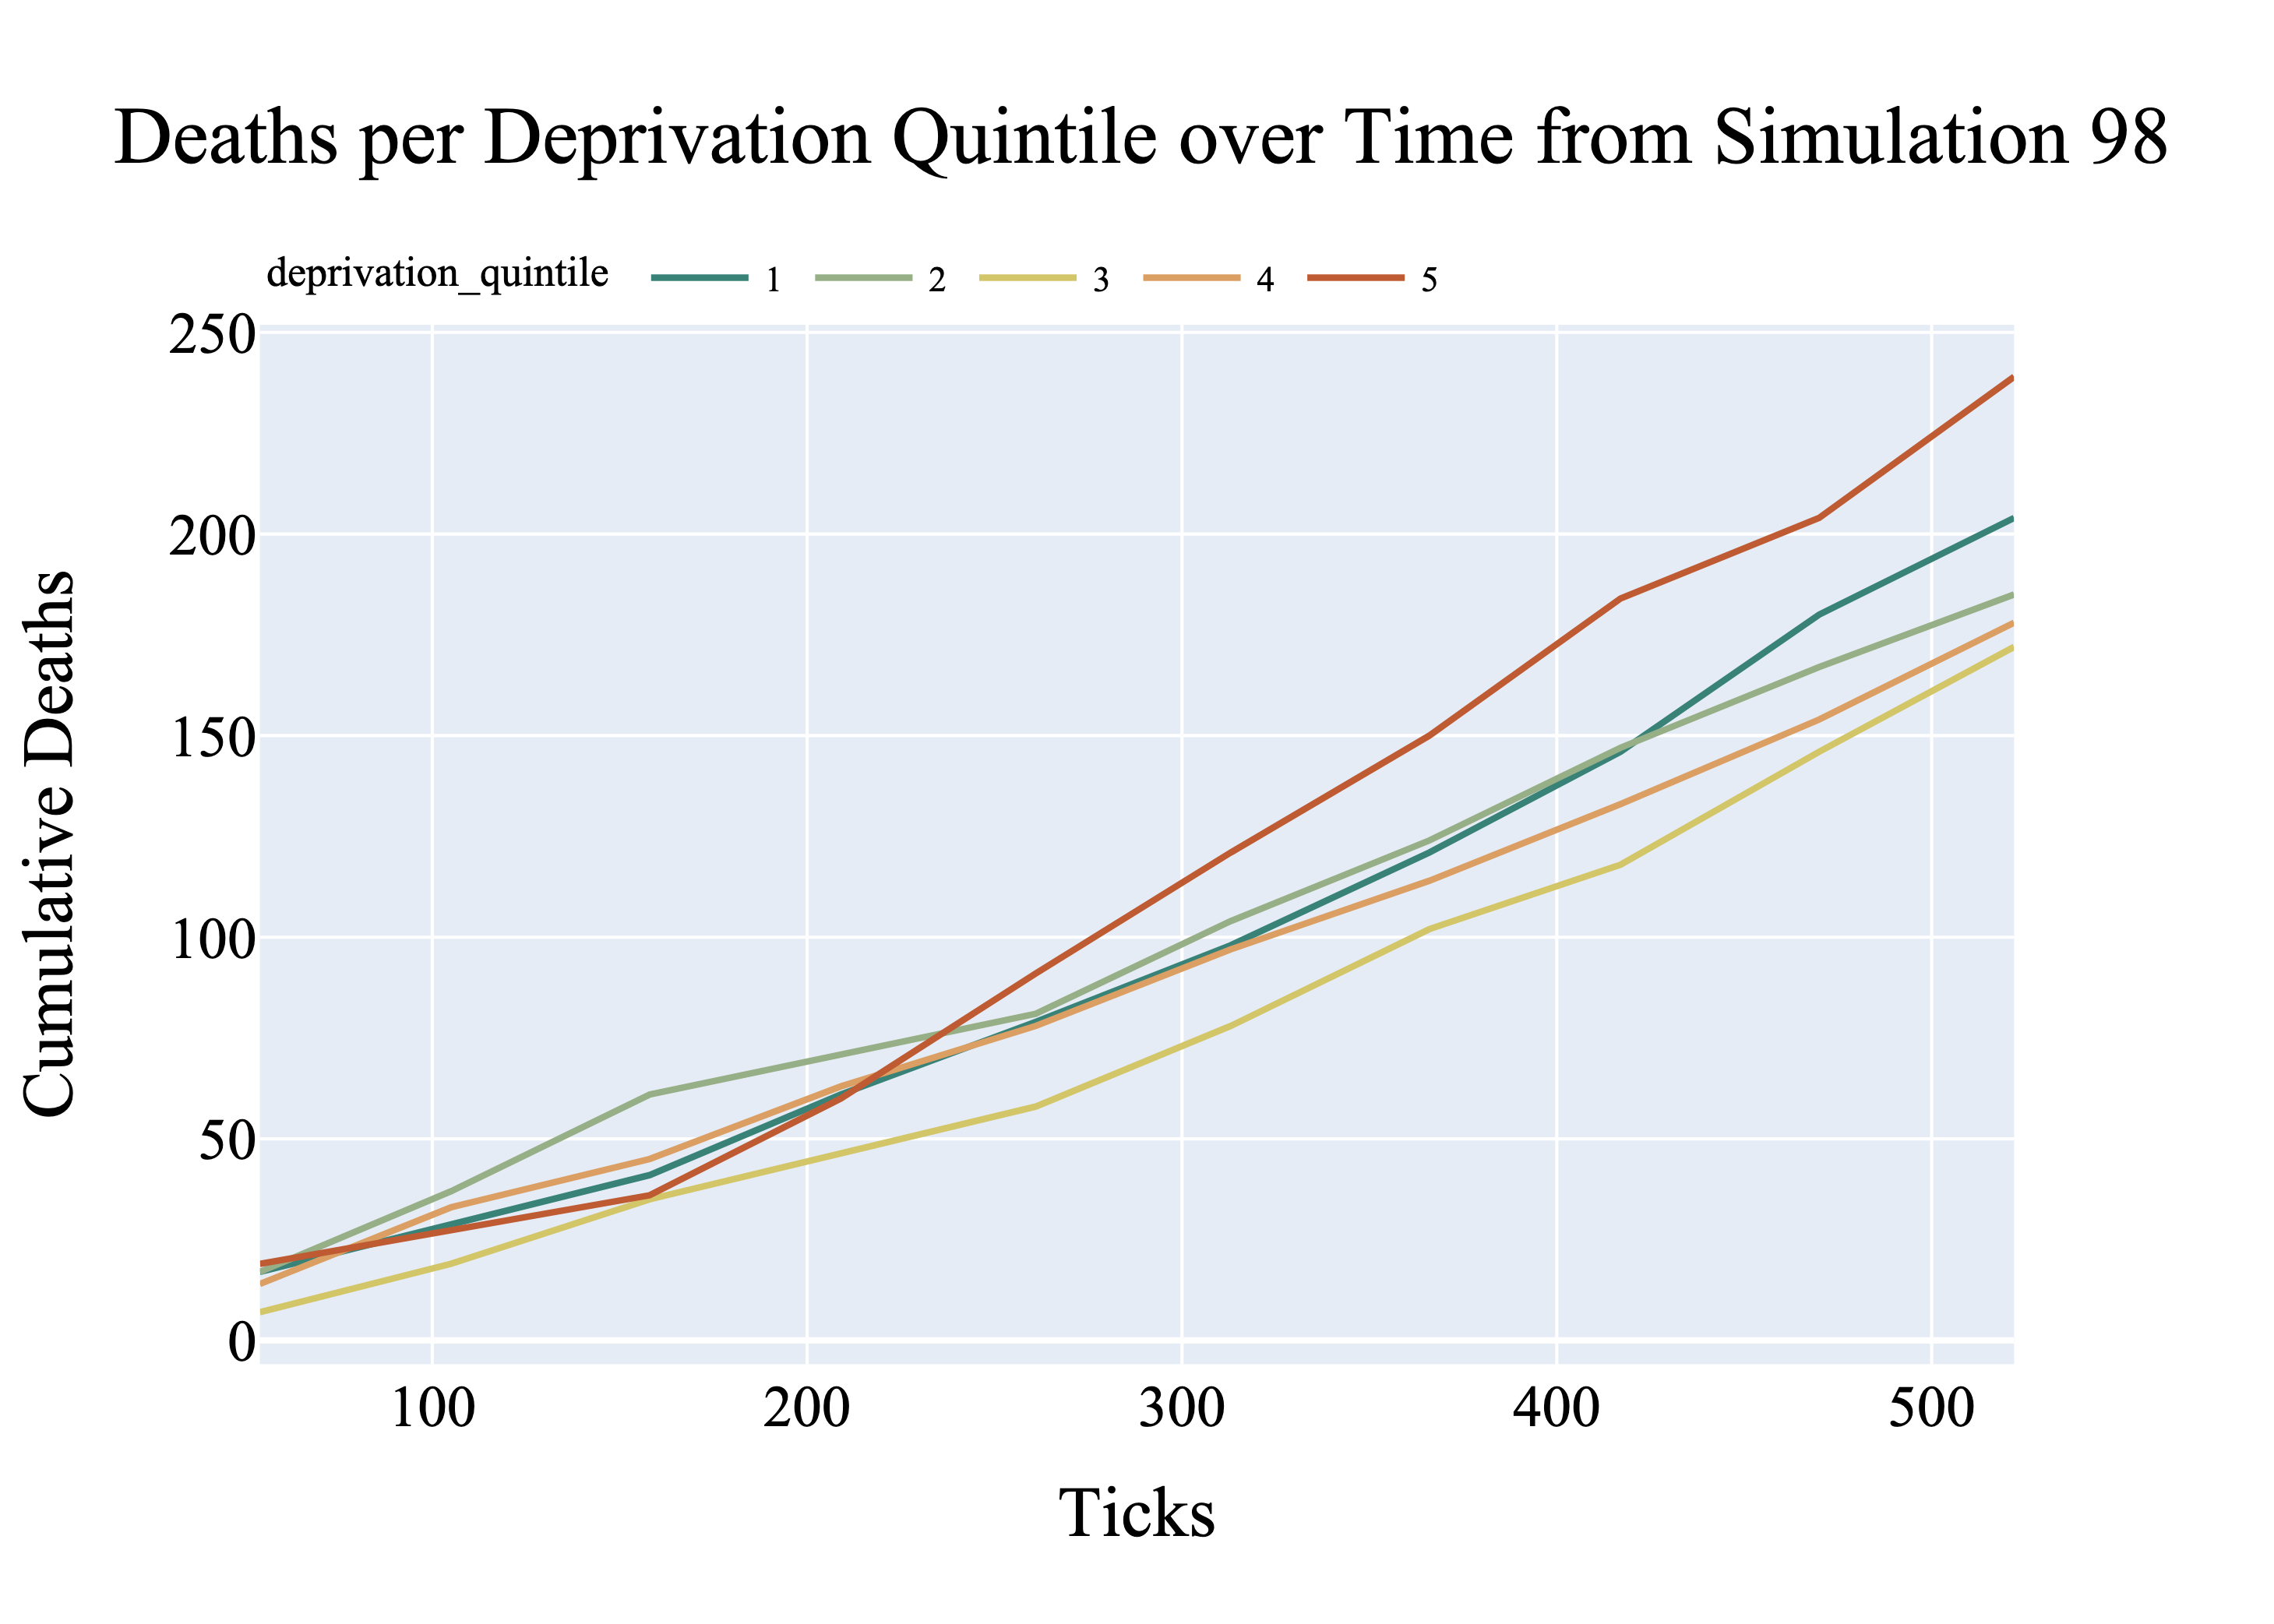 Deaths per Deprivation Quintile over Time from Simulation 98
deprivation_quintile 1 2 3 4 5
250
200
150
100
50
0
Cumulative Deaths
100 200 300 400 500
Ticks